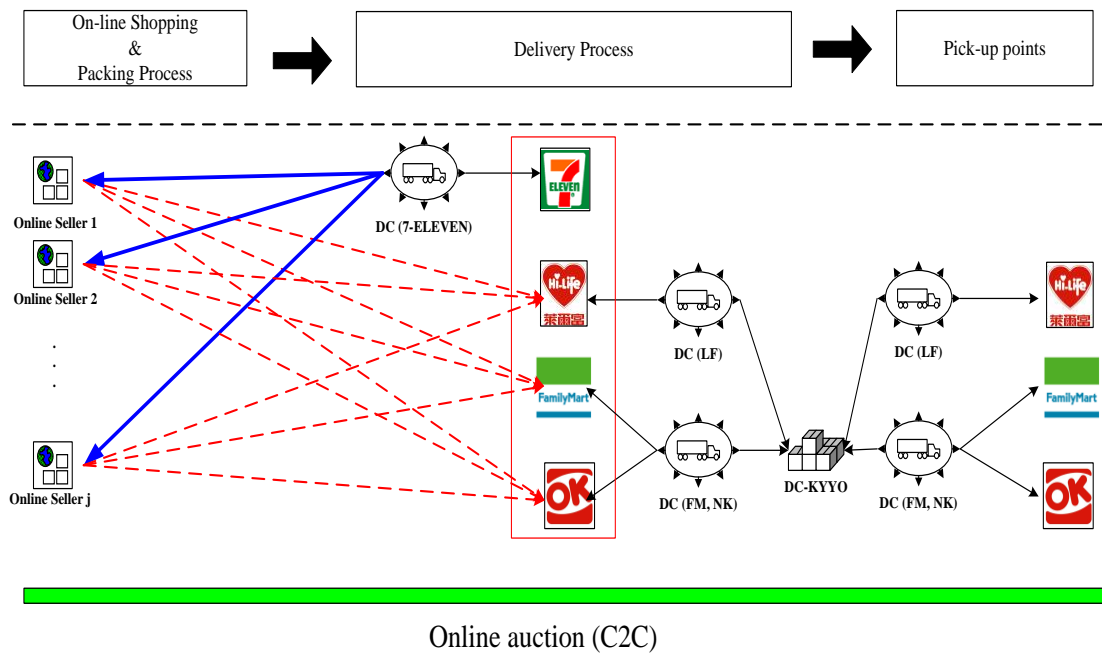 On-line Shopping
&
Packing Process
Delivery Process
Pick-up points
Online Seller 1
Online Seller 2
.
.
.
Online Seller j
DC (7-ELEVEN)
7
ELEVEN
®
Hi-Life
萊爾富
FamilyMart
OK
DC (LF)
DC (FM, NK)
DC-KYYO
DC (LF)
DC (FM, NK)
Hi-Life
萊爾富
FamilyMart
OK
Online auction (C2C)